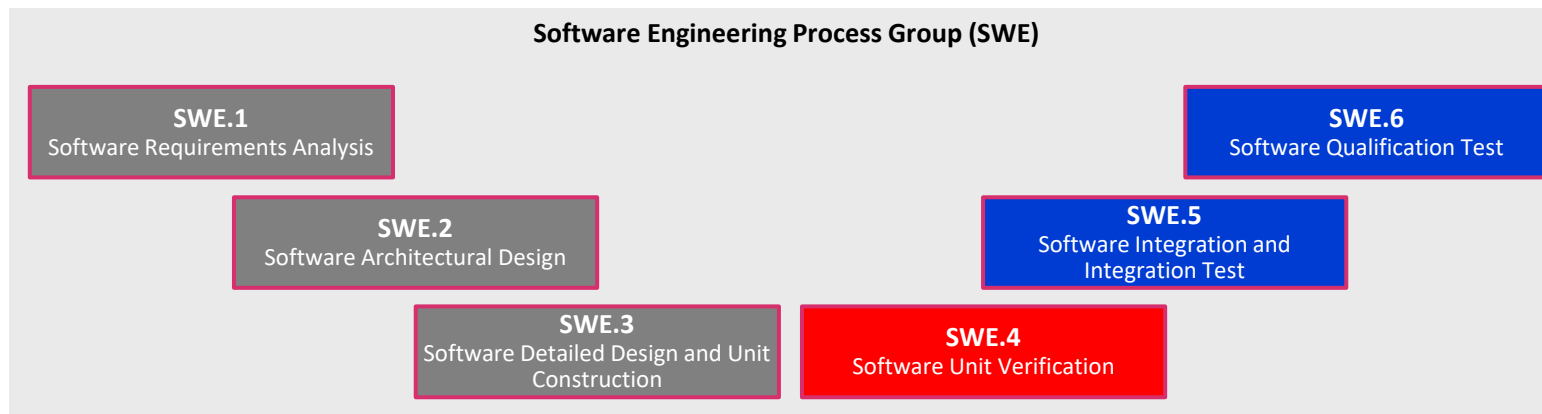 Software Engineering Process Group (SWE)
SWE.1
Software Requirements Analysis
SWE.6
Software Qualification Test
SWE.2
Software Architectural Design
SWE.5
Software Integration and
Integration Test
SWE.3
Software Detailed Design and Unit
Construction
SWE.4
Software Unit Verification